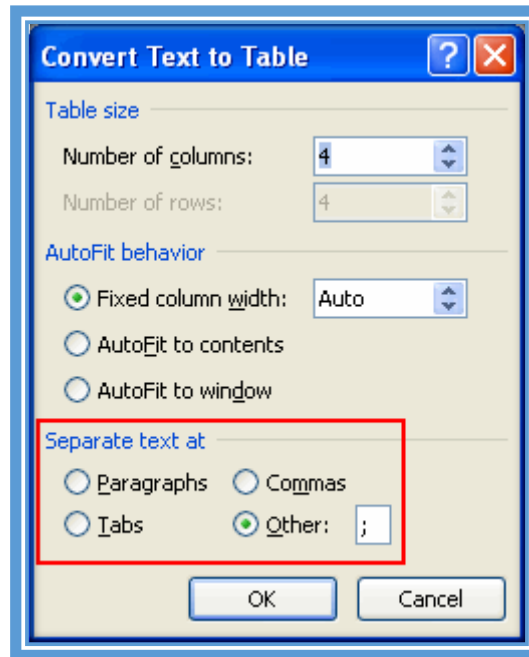 Convert Text to Table
Table size
Number of columns: 4
Number of rows: 4
AutoFit behavior
Fixed column width: Auto
AutoFit to contents
AutoFit to window
Separate text at
Paragraphs Commas
Tabs Other: ;
OK Cancel